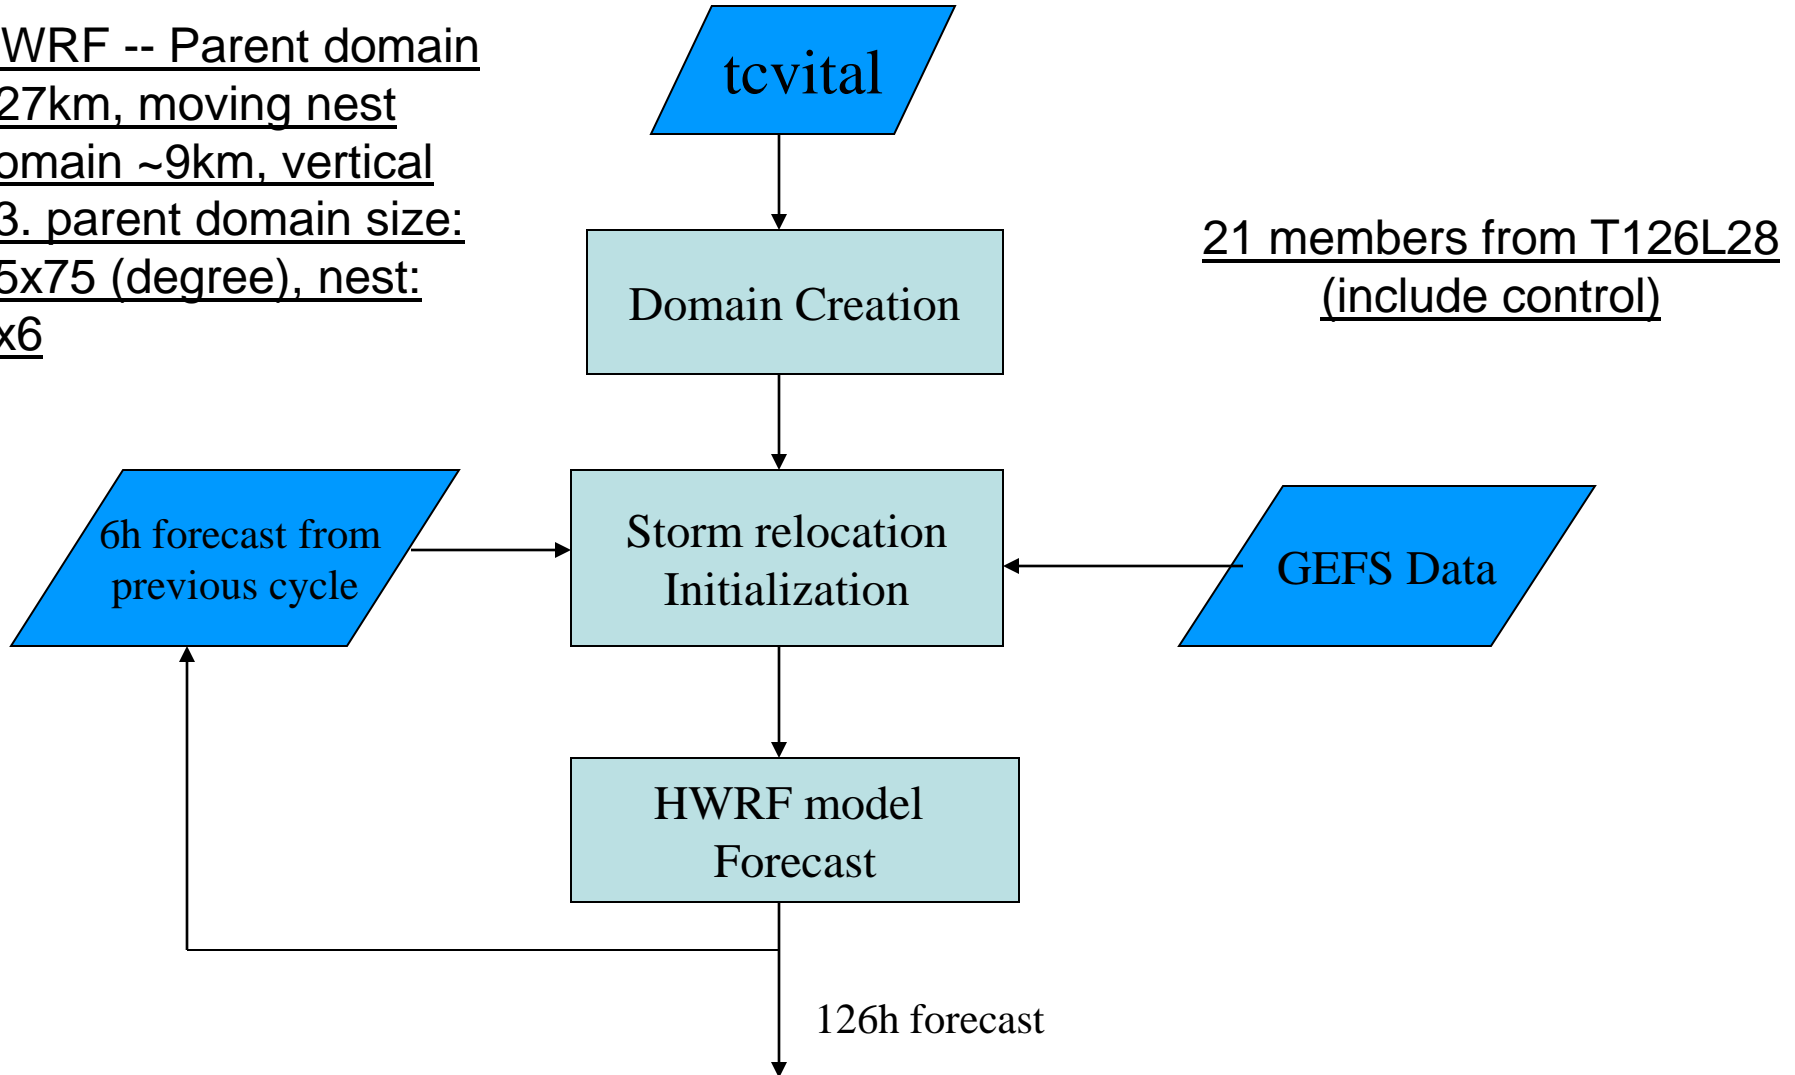 WRF -- Parent domain
27km, moving nest
omain ~9km, vertical
3. parent domain size:
5x75 (degree), nest:
x6
tcvital
Domain Creation
21 members from T126L28
(include control)
6h forecast from
previous cycle
Storm relocation
Initialization
GEFS Data
HWRF model
Forecast
126h forecast